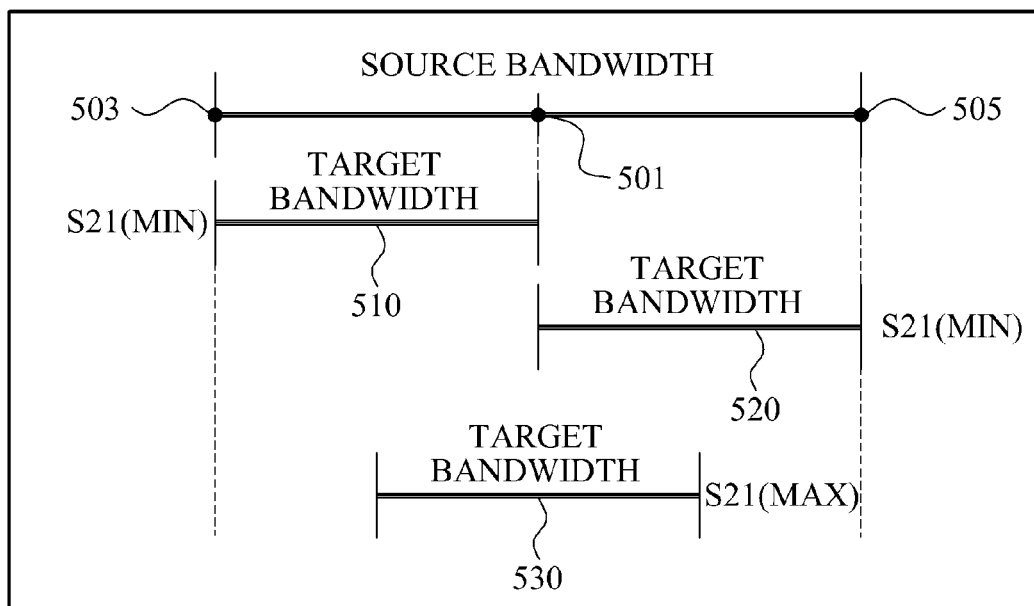 SOURCE BANDWIDTH
503
505
501
TARGET
BANDWIDTH
S21(MIN)
510
TARGET
BANDWIDTH
S21(MIN)
520
TARGET
BANDWIDTH
S21(MAX)
530